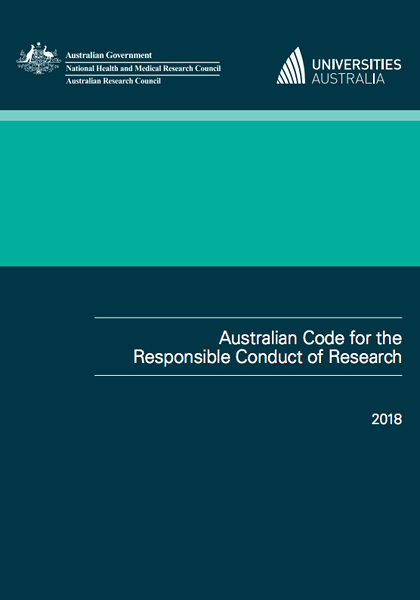 Australian Government
National Health and Medical Research Council
Australian Research Council
UNIVERSITIES
AUSTRALIA
Australian Code for the
Responsible Conduct of Research
2018